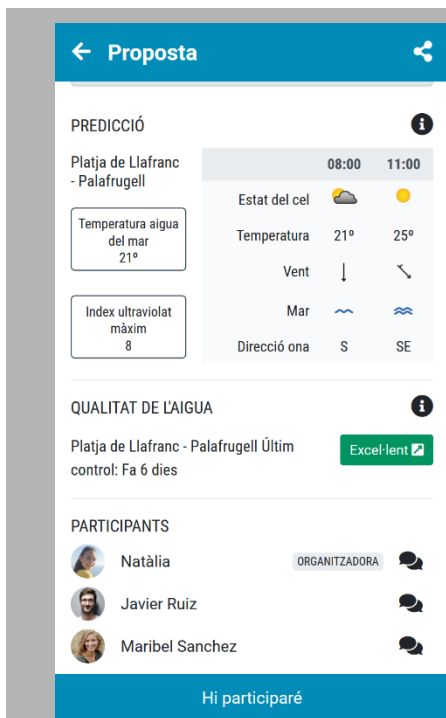 Proposta
PREDICCIÓ
Platja de Llafranc
- Palafrugell
Temperatura aigua
del mar
21º
Index ultraviolat
màxim
8
08:00 11:00
Estat del cel
Temperatura 21º 25º
Vent
Mar
Direcció ona S SE
QUALITAT DE L'AIGUA
Platja de Llafranc - Palafrugell Últim
control: Fa 6 dies
Excel·lent
PARTICIPANTS
Natàlia ORGANITZADORA
Javier Ruiz
Maribel Sanchez
Hi participaré